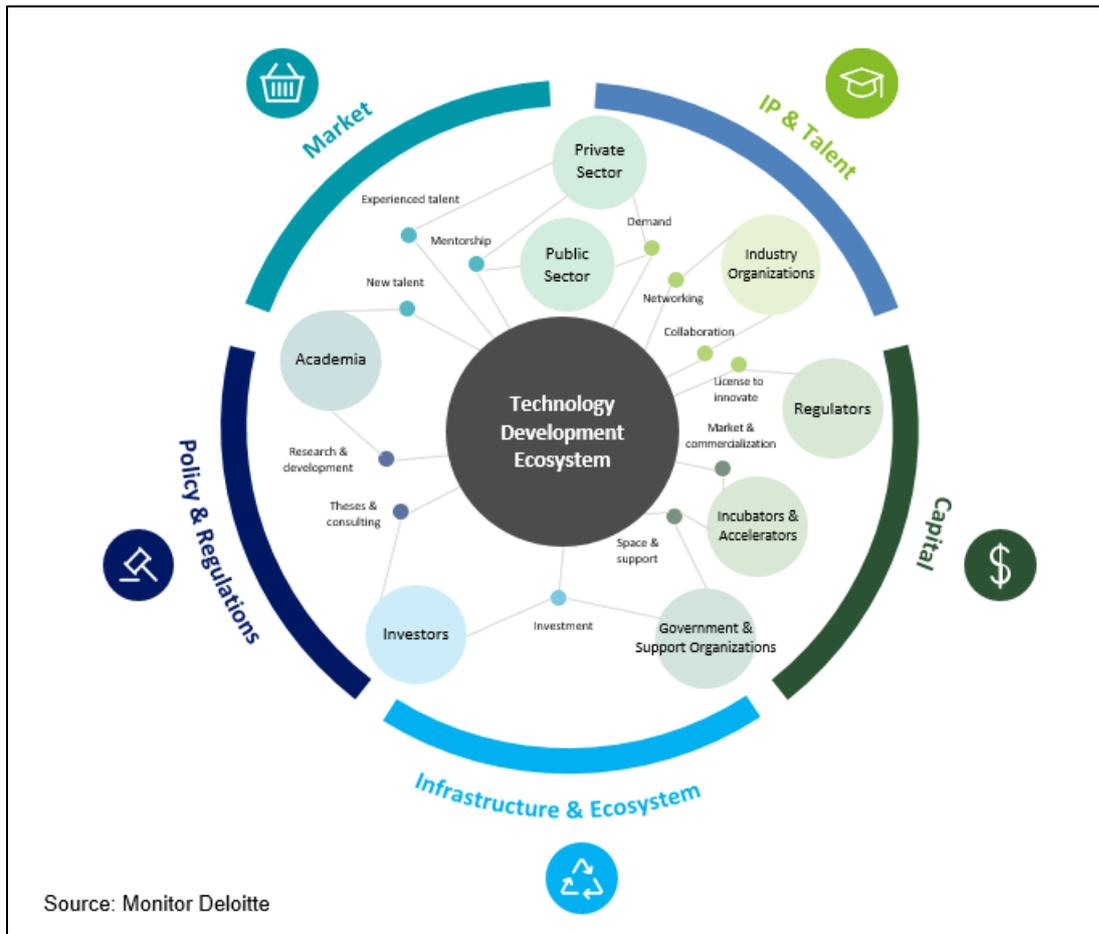 Market
IP & Talent
Private
Sector
Experienced talent
Demand
Mentorship
Public
Sector
Industry
Organizations
New talent
Networking
Collaboration
Academia
License to
innovate
Regulators
Technology
Development
Ecosystem
Market &
commercialization
Research &
development
Theses &
consulting
Incubators &
Accelerators
Space &
support
Policy & Regulations
Capital
$
Investors
Investment
Government &
Support Organizations
Infrastructure & Ecosystem
Source: Monitor Deloitte